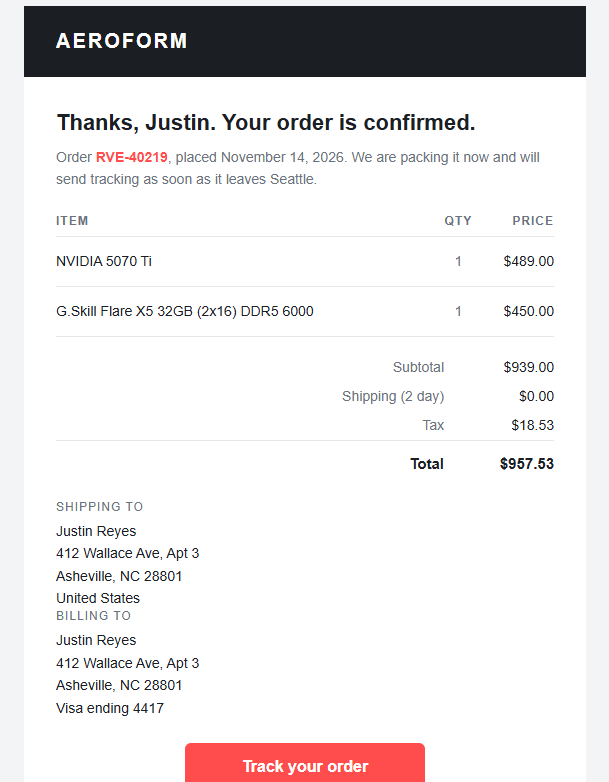 AEROFORM
Thanks, Justin. Your order is confirmed.
Order RVE-40219, placed November 14, 2026. We are packing it now and will
send tracking as soon as it leaves Seattle.
ITEM QTY PRICE
NVIDIA 5070 Ti 1 $489.00
G.Skill Flare X5 32GB (2x16) DDR5 6000 1 $450.00
Subtotal $939.00
Shipping (2 day) $0.00
Tax $18.53
Total $957.53
SHIPPING TO
Justin Reyes
412 Wallace Ave, Apt 3
Asheville, NC 28801
United States
BILLING TO
Justin Reyes
412 Wallace Ave, Apt 3
Asheville, NC 28801
Visa ending 4417
Track your order